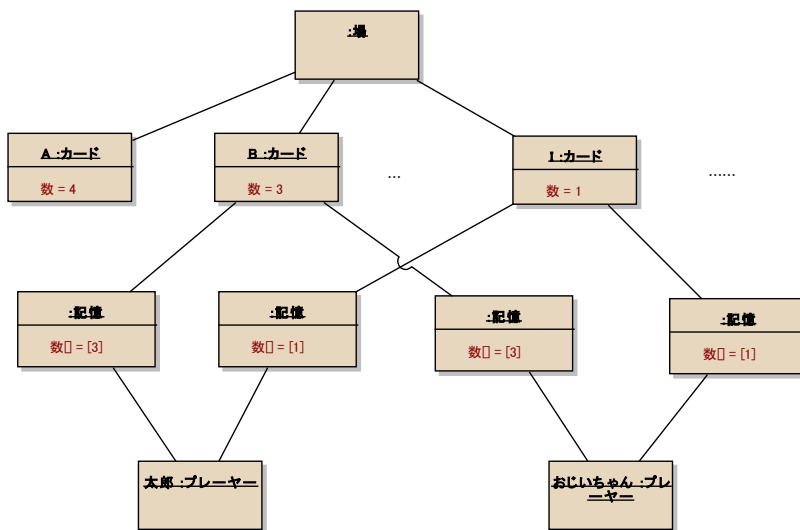 :場
A :カード
数 = 4
B :カード
数 = 3
...
I :カード
数 = 1
......
:記憶
数▯ = [3]
:記憶
数▯ = [1]
:記憶
数▯ = [3]
:記憶
数▯ = [1]
太郎 :プレーヤー
おじいちゃん :プレ
ーヤー